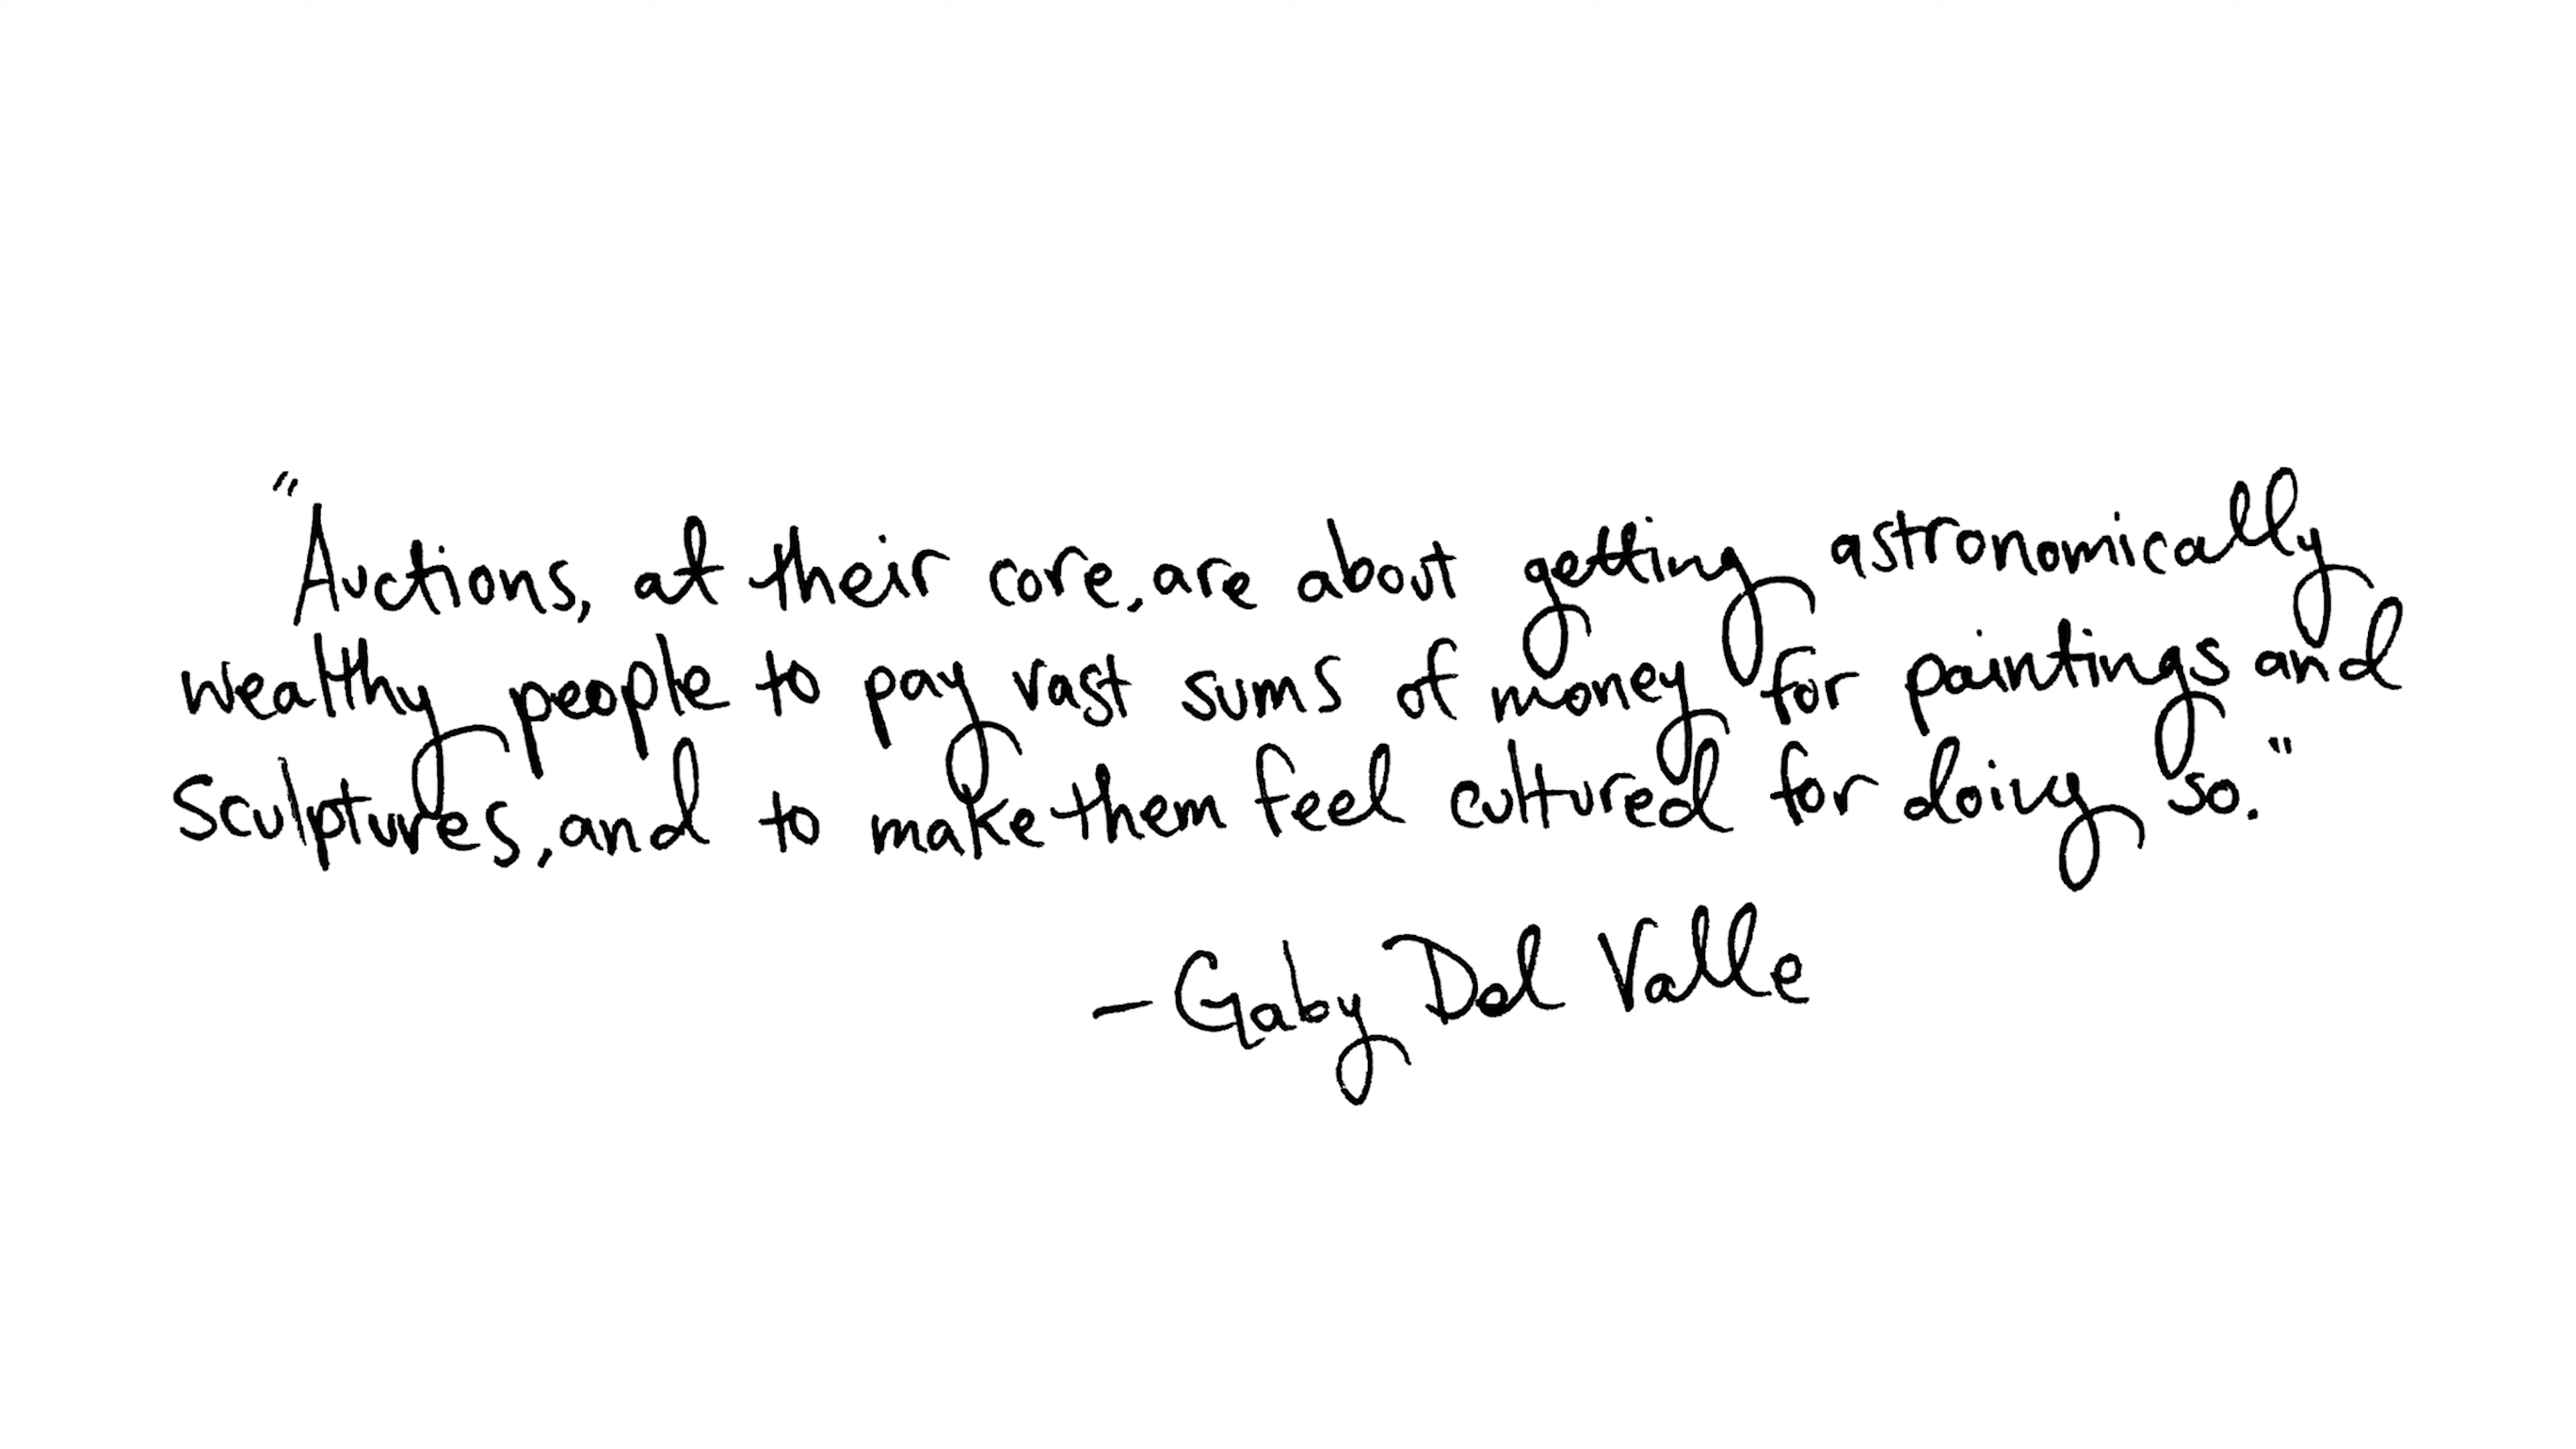 "Auctions, at their core, are about getting astronomically
wealthy people to pay vast sums of money for paintings and
sculptures, and to make them feel cultured for doing so."
– Gaby Del Valle